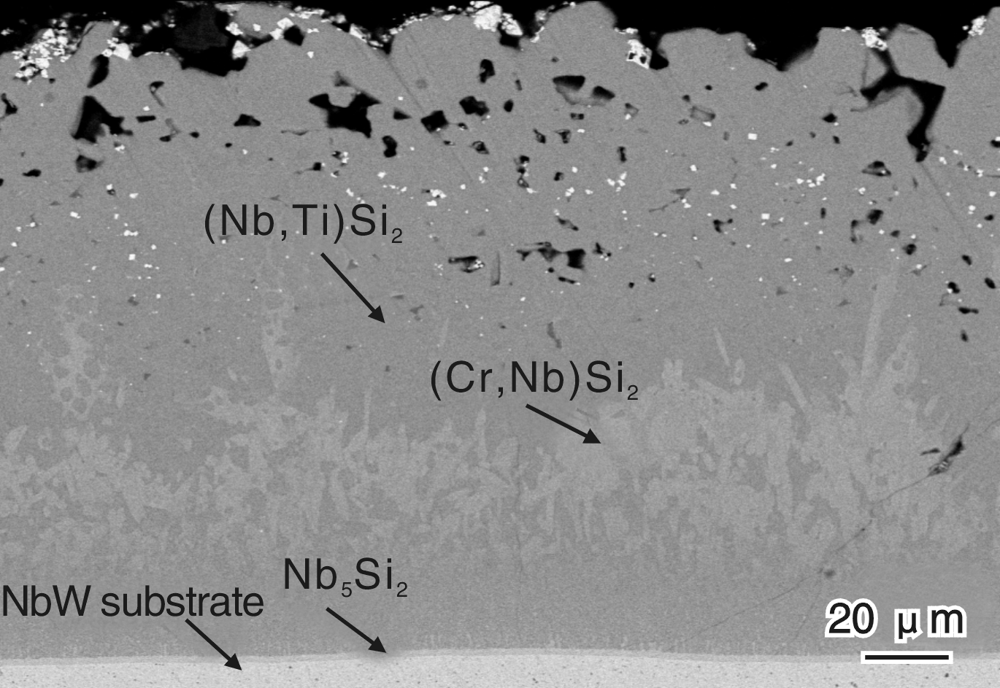 (Nb,Ti)Si₂
(Cr,Nb)Si₂
Nb₅Si₂
NbW substrate
20 μm